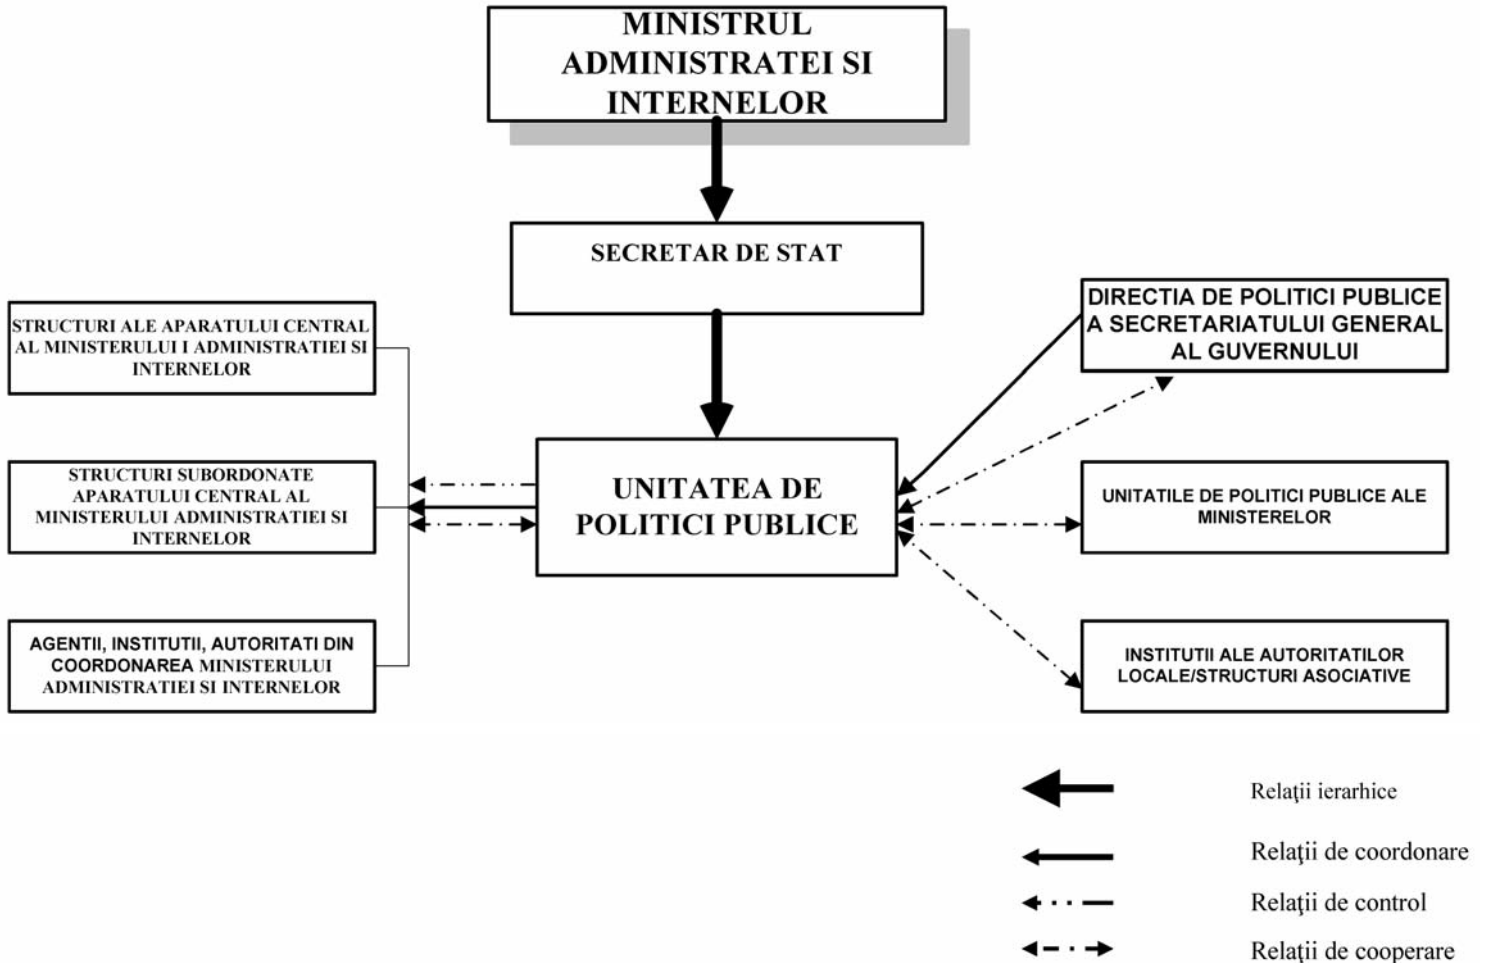 MINISTRUL
ADMINISTRATEI SI
INTERNELOR
SECRETAR DE STAT
STRUCTURI ALE APARATULUI CENTRAL
AL MINISTERULUI I ADMINISTRATIEI SI
INTERNELOR
DIRECTIA DE POLITICI PUBLICE
A SECRETARIATULUI GENERAL
AL GUVERNULUI
STRUCTURI SUBORDONATE
APARATULUI CENTRAL AL
MINISTERULUI ADMINISTRATIEI SI
INTERNELOR
UNITATEA DE
POLITICI PUBLICE
UNITATILE DE POLITICI PUBLICE ALE
MINISTERELOR
AGENTII, INSTITUTII, AUTORITATI DIN
COORDONAREA MINISTERULUI
ADMINISTRATIEI SI INTERNELOR
INSTITUTII ALE AUTORITATILOR
LOCALE/STRUCTURI ASOCIATIVE
Relaţii ierarhice
Relaţii de coordonare
Relaţii de control
Relaţii de cooperare